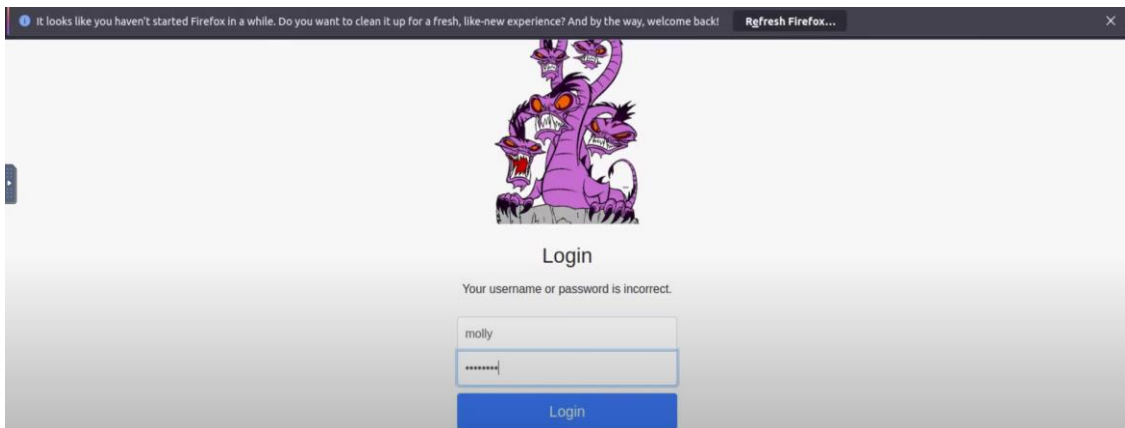 It looks like you haven't started Firefox in a while. Do you want to clean it up for a fresh, like-new experience? And by the way, welcome back! Refresh Firefox...
Login
Your username or password is incorrect.
molly
••••••••
Login